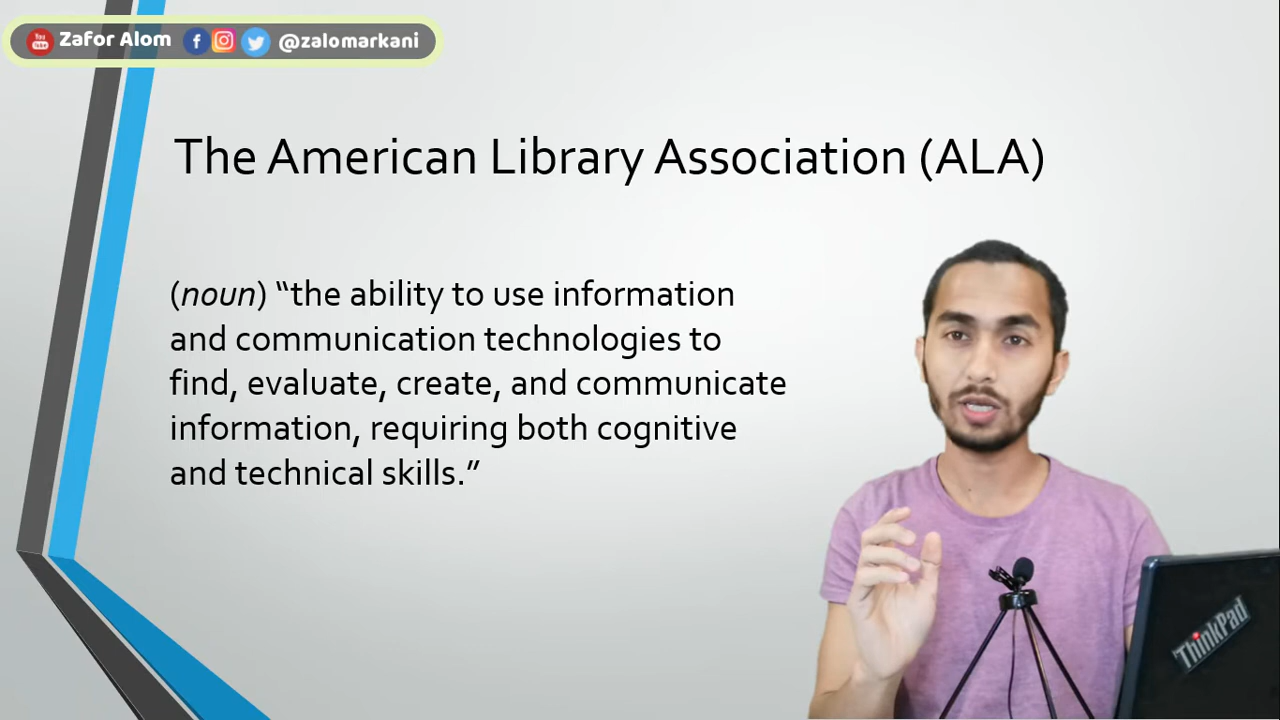 Zafor Alom @zalomarkani
The American Library Association (ALA)
(noun) “the ability to use information
and communication technologies to
find, evaluate, create, and communicate
information, requiring both cognitive
and technical skills.”
ThinkPad